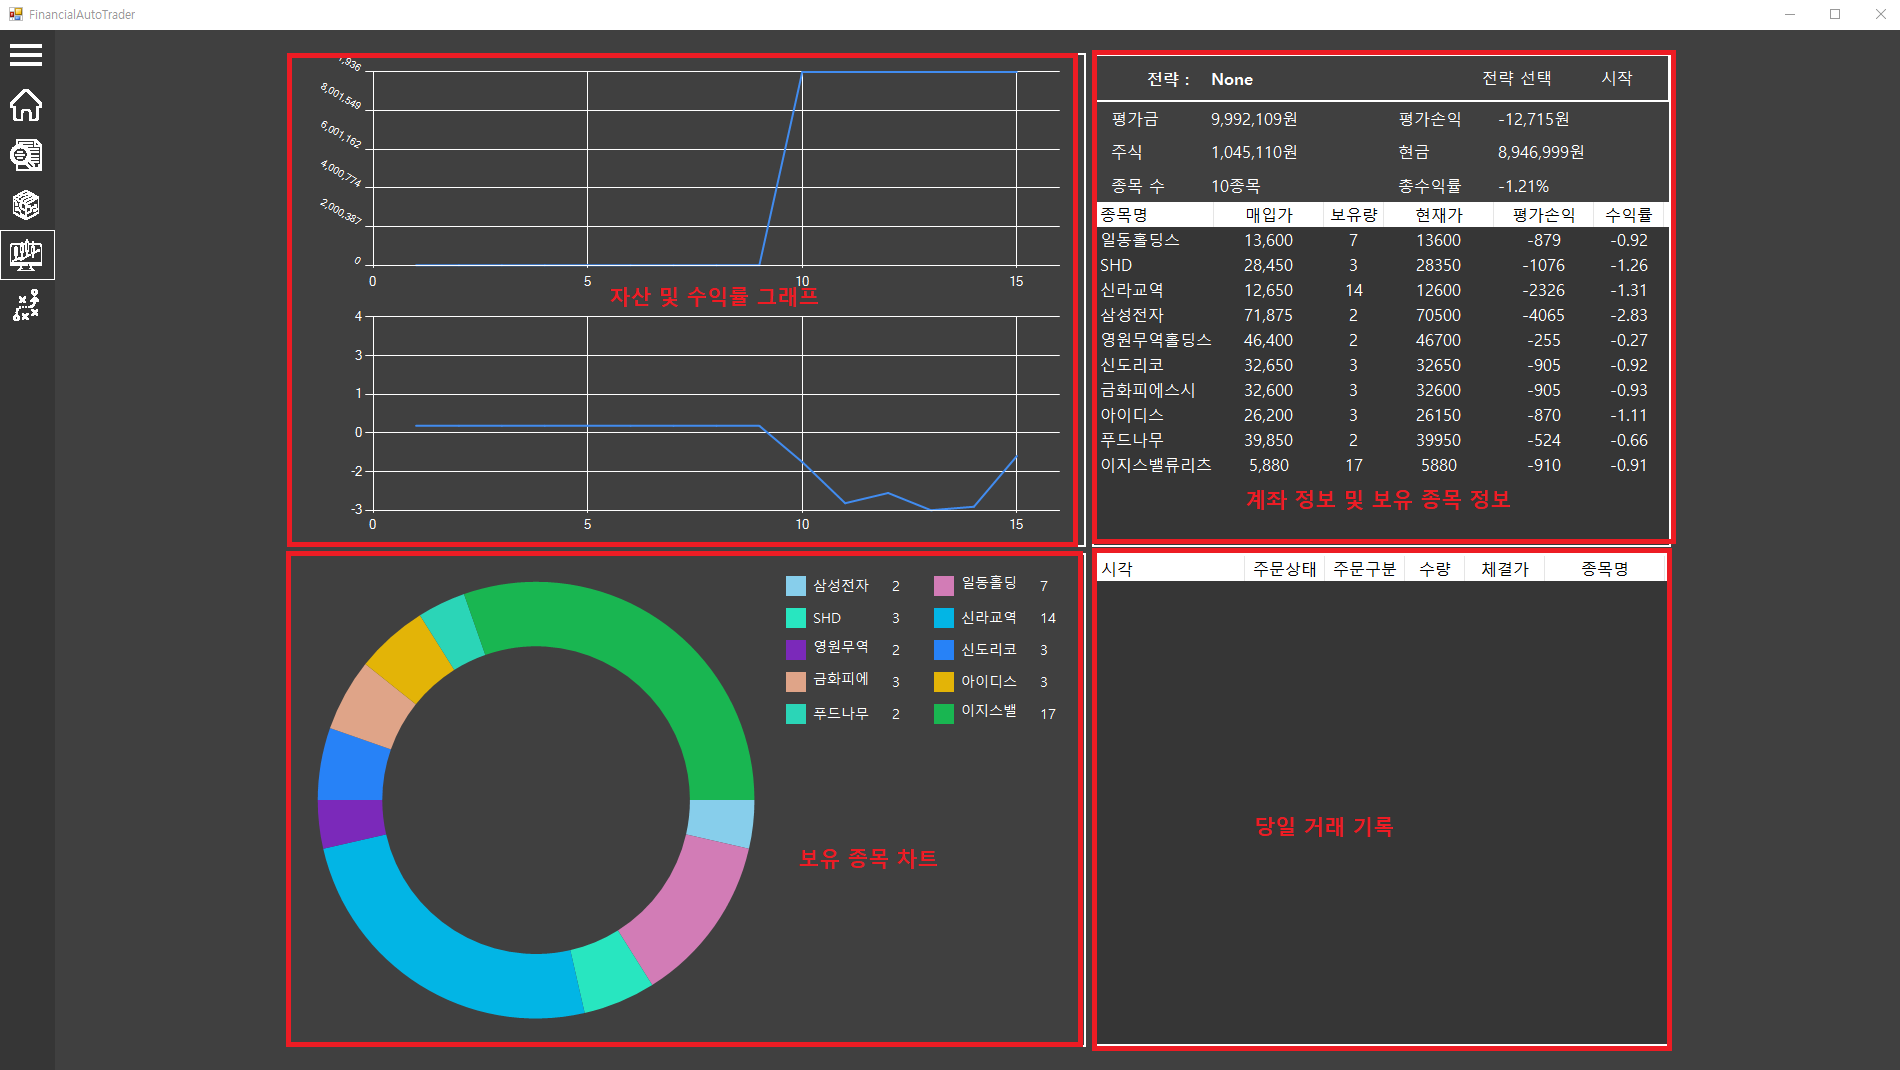 FinancialAutoTrader
8,001,549
6,001,162
4,000,774
2,000,387
0
0 5 10 15
자산 및 수익률 그래프
4
3
1
0
-2
-3
0 5 10 15
전략 : None 전략 선택 시작
평가금 9,992,109원 평가손익 -12,715원
주식 1,045,110원 현금 8,946,999원
종목 수 10종목 총수익률 -1.21%
종목명 매입가 보유량 현재가 평가손익 수익률
일동홀딩스 13,600 7 13600 -879 -0.92
SHD 28,450 3 28350 -1076 -1.26
신라교역 12,650 14 12600 -2326 -1.31
삼성전자 71,875 2 70500 -4065 -2.83
영원무역홀딩스 46,400 2 46700 -255 -0.27
신도리코 32,650 3 32650 -905 -0.92
금화피에스시 32,600 3 32600 -905 -0.93
아이디스 26,200 3 26150 -870 -1.11
푸드나무 39,850 2 39950 -524 -0.66
이지스밸류리츠 5,880 17 5880 -910 -0.91
계좌 정보 및 보유 종목 정보
삼성전자 2 일동홀딩 7
SHD 3 신라교역 14
영원무역 2 신도리코 3
금화피에 3 아이디스 3
푸드나무 2 이지스밸 17
보유 종목 차트
시각 주문상태 주문구분 수량 체결가 종목명
당일 거래 기록